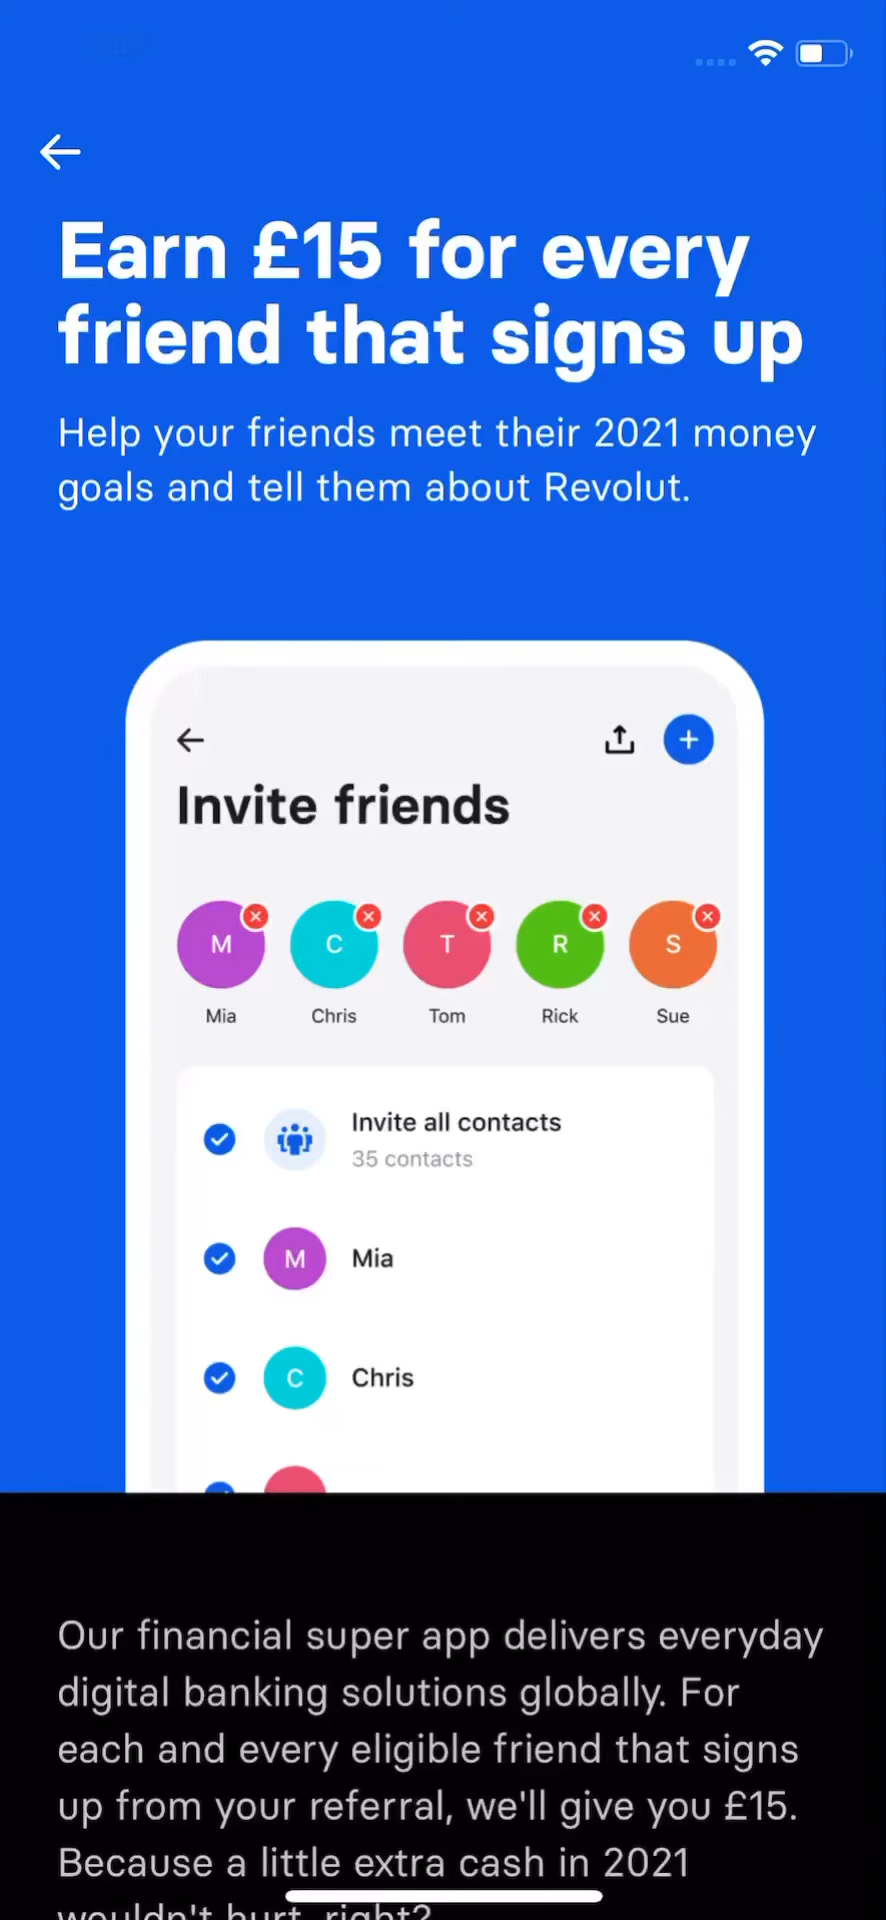 Earn £15 for every
friend that signs up
Help your friends meet their 2021 money
goals and tell them about Revolut.
Invite friends
M
C
T
R
S
Mia
Chris
Tom
Rick
Sue
Invite all contacts
35 contacts
M
Mia
C
Chris
Our financial super app delivers everyday
digital banking solutions globally. For
each and every eligible friend that signs
up from your referral, we'll give you £15.
Because a little extra cash in 2021
wouldn't hurt, right?